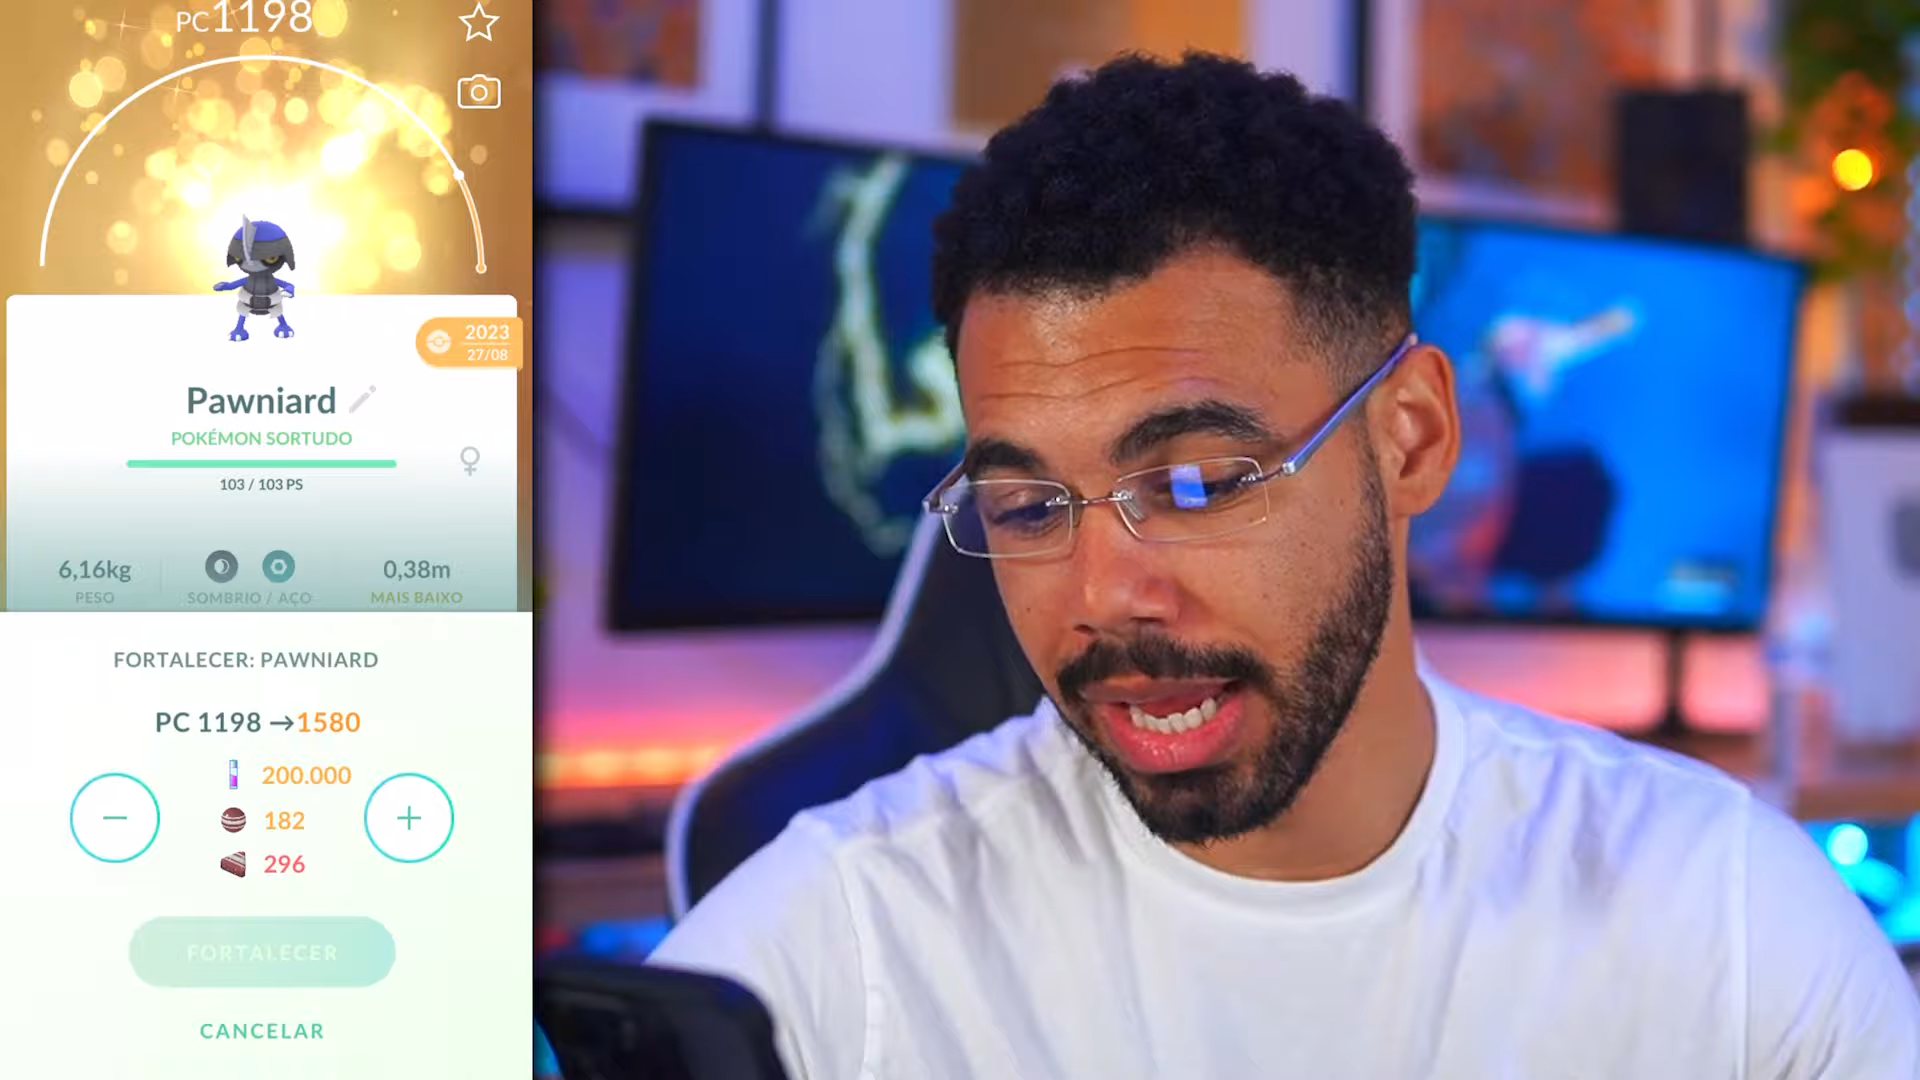 PC1198
2023
27/08
Pawniard
POKÉMON SORTUDO
103 / 103 PS
6,16kg
PESO
SOMBRIO / AÇO
0,38m
MAIS BAIXO
FORTALECER: PAWNIARD
PC 1198 →1580
200.000
182
296
FORTALECER
CANCELAR